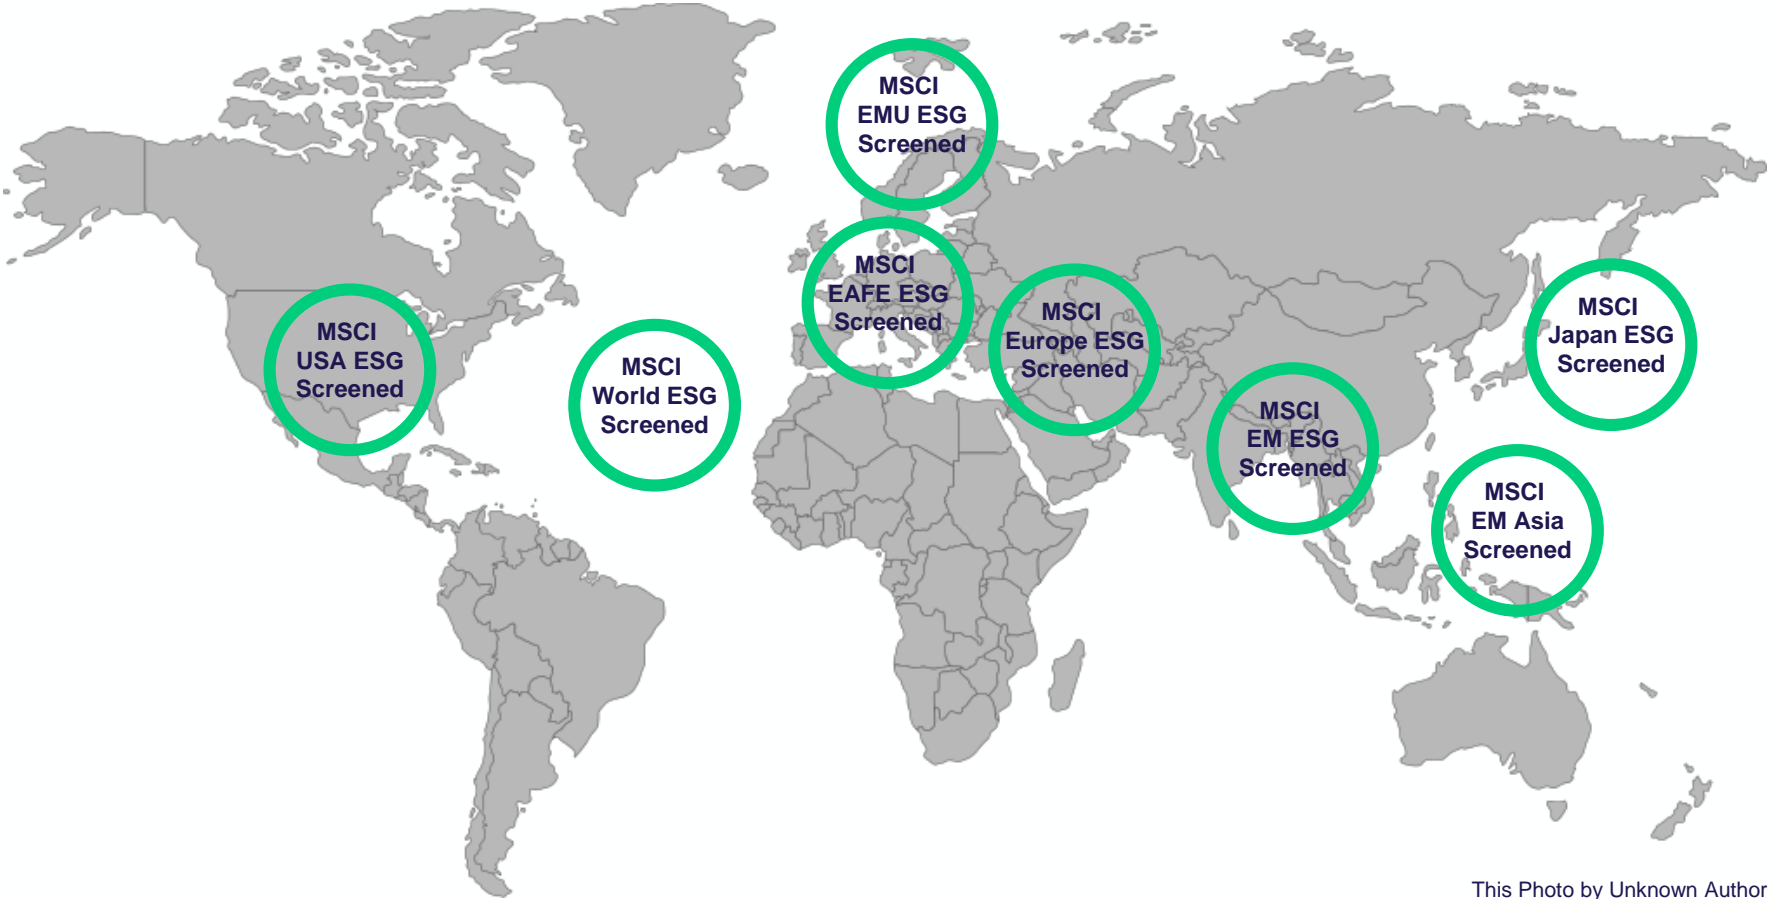 MSCI
EMU ESG
Screened
MSCI
EAFE ESG
Screened
MSCI
USA ESG
Screened
MSCI
World ESG
Screened
MSCI
Europe ESG
Screened
MSCI
EM ESG
Screened
MSCI
Japan ESG
Screened
MSCI
EM Asia
Screened
This Photo by Unknown Author